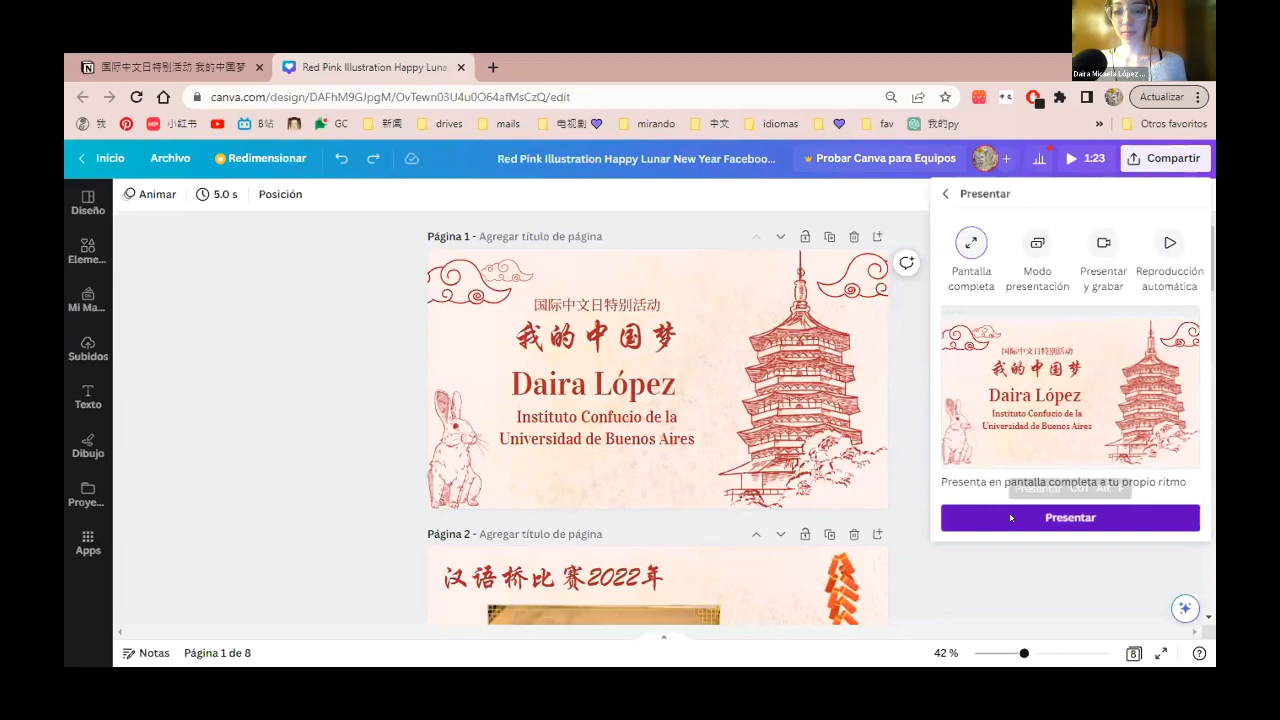 Daira Micaela López ...
国际中文日特别活动 我的中国梦
Red Pink Illustration Happy Luna
canva.com/design/DAFhM9GJpgM/OvTewn03U4u0O64afMsCzQ/edit
Actualizar
我
小红书
B站
GC
新闻
drives
mails
电视剧
mirando
中文
idiomas
fav
我的py
»
Otros favoritos
Inicio
Archivo
Redimensionar
Red Pink Illustration Happy Lunar New Year Faceboo...
Probar Canva para Equipos
1:23
Compartir
Animar
5.0 s
Posición
Diseño
Eleme...
Mi Ma...
Subidos
Texto
Dibujo
Proye...
Apps
Página 1 - Agregar título de página
国际中文日特别活动
我的中国梦
Daira López
Instituto Confucio de la
Universidad de Buenos Aires
Página 2 - Agregar título de página
汉语桥比赛2022年
Presentar
Pantalla completa
Modo presentación
Presentar y grabar
Reproducción automática
国际中文日特别活动
我的中国梦
Daira López
Instituto Confucio de la
Universidad de Buenos Aires
Presenta en pantalla completa a tu propio ritmo
Presentar
Notas
Página 1 de 8
42 %
8